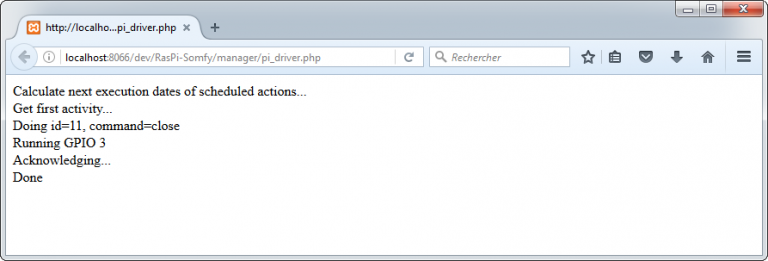 http://localho...pi_driver.php
localhost:8066/dev/RasPi-Somfy/manager/pi_driver.php
Rechercher
Calculate next execution dates of scheduled actions...
Get first activity...
Doing id=11, command=close
Running GPIO 3
Acknowledging...
Done